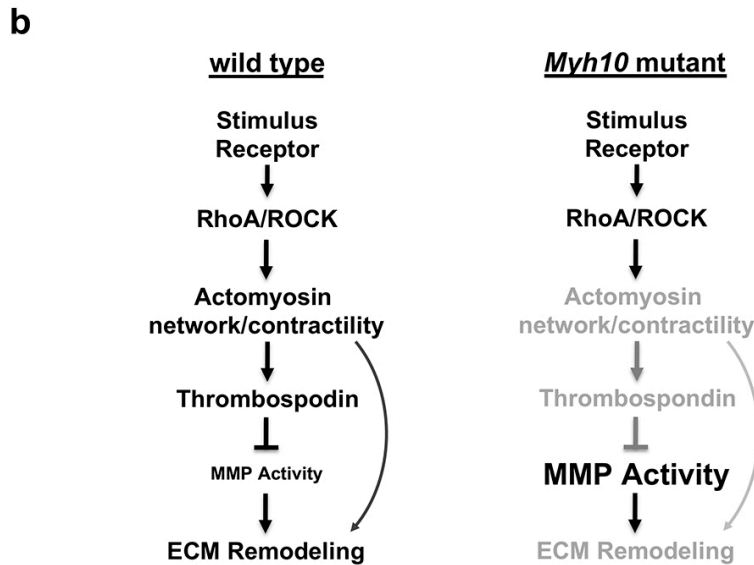 b
wild type
Stimulus
Receptor
RhoA/ROCK
Actomyosin
network/contractility
Thrombospodin
MMP Activity
ECM Remodeling
Myh10 mutant
Stimulus
Receptor
RhoA/ROCK
Actomyosin
network/contractility
Thrombospondin
MMP Activity
ECM Remodeling